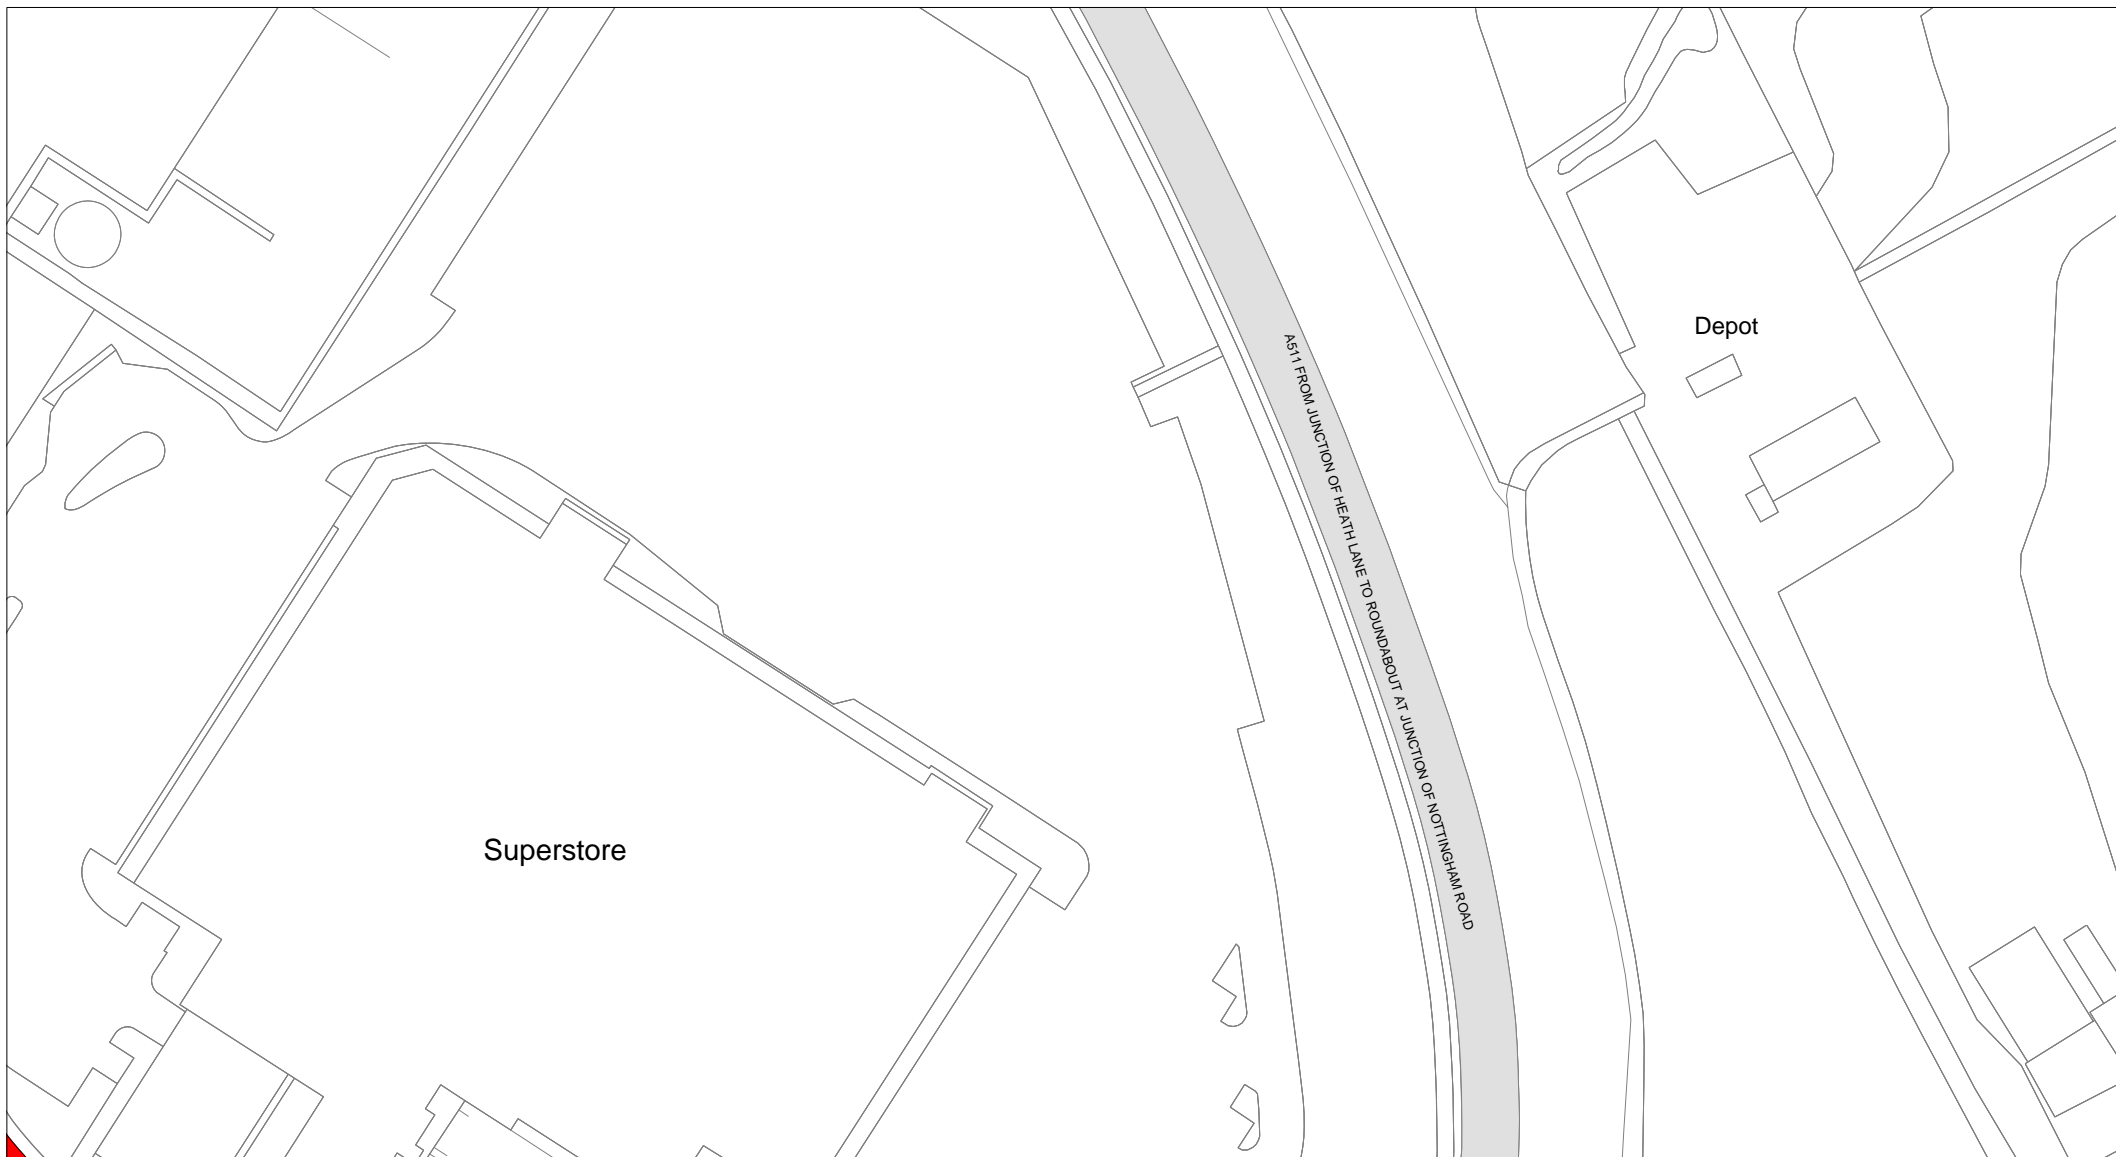 Depot
A511 FROM JUNCTION OF HEATH LANE TO ROUNDABOUT AT JUNCTION OF NOTTINGHAM ROAD
Superstore